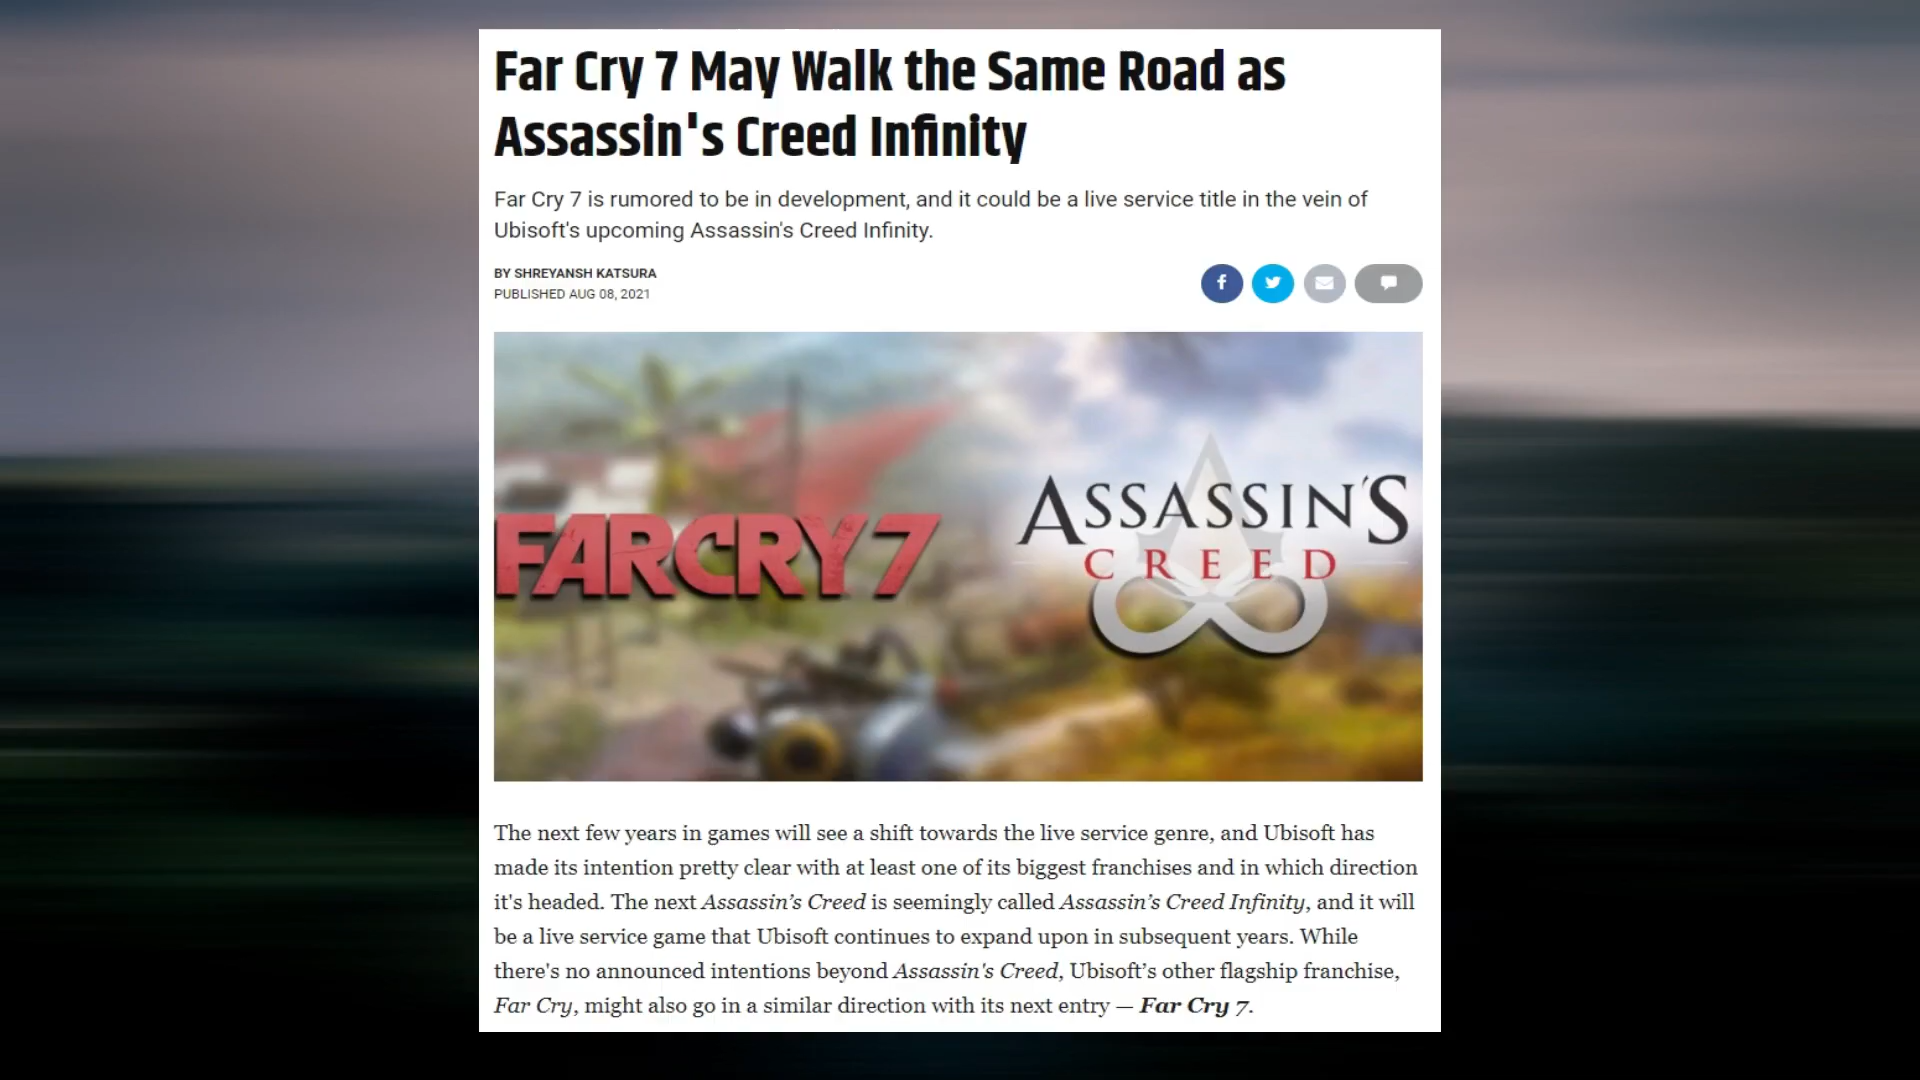 Far Cry 7 May Walk the Same Road as
Assassin's Creed Infinity
Far Cry 7 is rumored to be in development, and it could be a live service title in the vein of
Ubisoft's upcoming Assassin's Creed Infinity.
BY SHREYANSH KATSURA
PUBLISHED AUG 08, 2021
FARCRY7
ASSASSIN'S
CREED
The next few years in games will see a shift towards the live service genre, and Ubisoft has
made its intention pretty clear with at least one of its biggest franchises and in which direction
it's headed. The next Assassin’s Creed is seemingly called Assassin’s Creed Infinity, and it will
be a live service game that Ubisoft continues to expand upon in subsequent years. While
there's no announced intentions beyond Assassin's Creed, Ubisoft’s other flagship franchise,
Far Cry, might also go in a similar direction with its next entry — Far Cry 7.